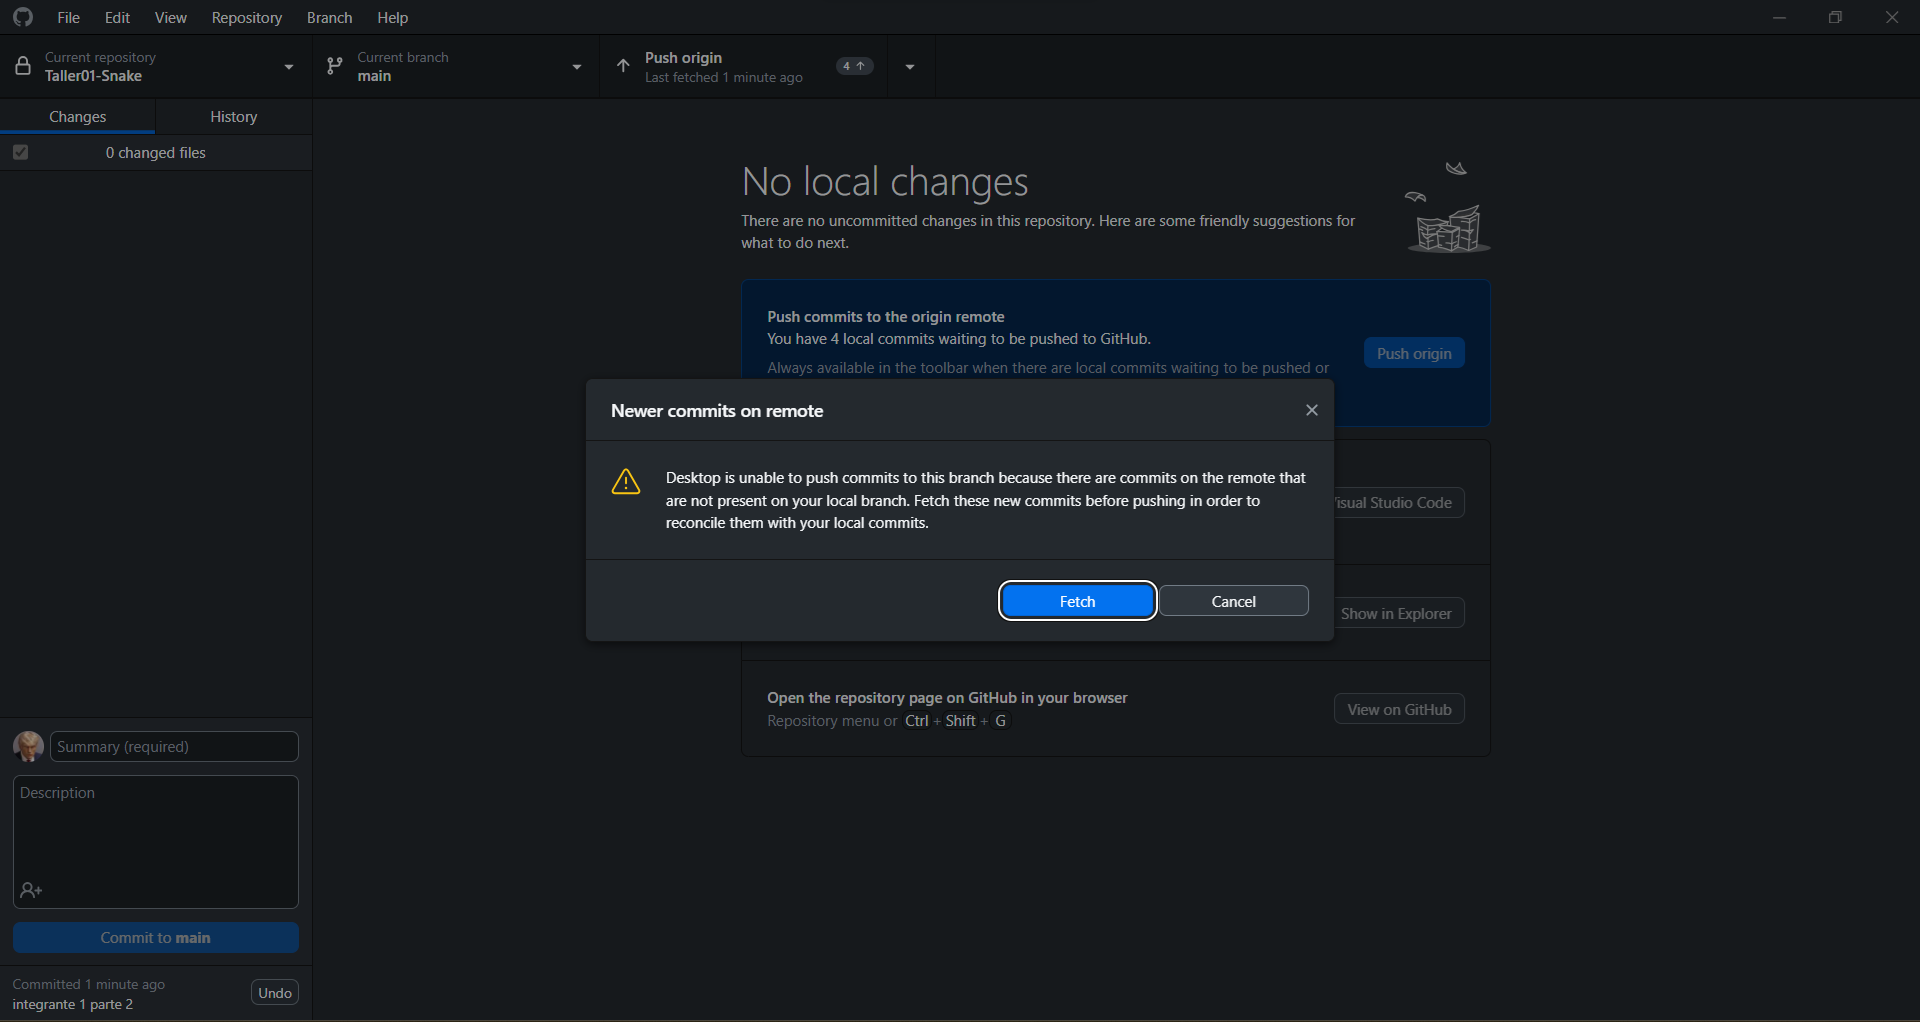 File Edit View Repository Branch Help
Current repository
Taller01-Snake
Current branch
main
Push origin
Last fetched 1 minute ago
4
Changes History
0 changed files
No local changes
There are no uncommitted changes in this repository. Here are some friendly suggestions for
what to do next.
Push commits to the origin remote
You have 4 local commits waiting to be pushed to GitHub.
Always available in the toolbar when there are local commits waiting to be pushed or
Push origin
Newer commits on remote
Desktop is unable to push commits to this branch because there are commits on the remote that
are not present on your local branch. Fetch these new commits before pushing in order to
reconcile them with your local commits.
Fetch Cancel
isual Studio Code
Show in Explorer
Open the repository page on GitHub in your browser
Repository menu or Ctrl + Shift + G
View on GitHub
Summary (required)
Description
Commit to main
Committed 1 minute ago
integrante 1 parte 2
Undo